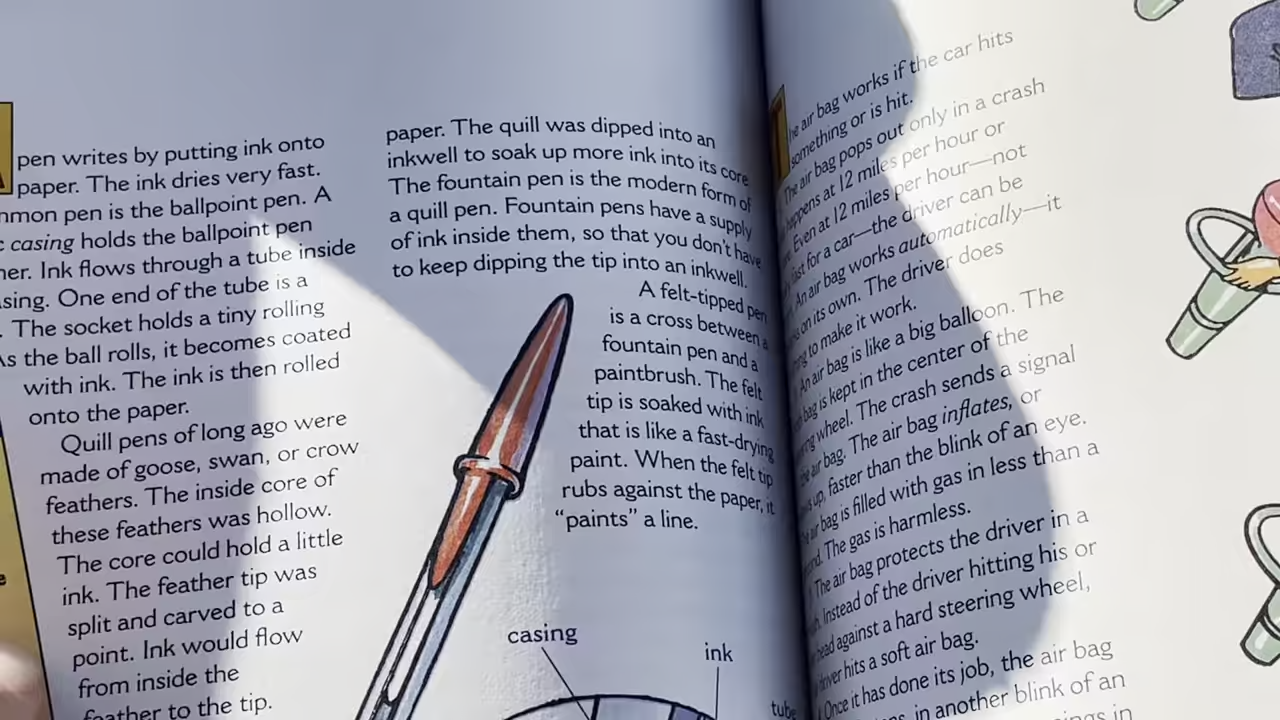 pen writes by putting ink onto
paper. The ink dries very fast.
pen is the ballpoint pen. A
casing holds the ballpoint pen
Ink flows through a tube inside
One end of the tube is a
The socket holds a tiny rolling
As the ball rolls, it becomes coated
with ink. The ink is then rolled
onto the paper.
Quill pens of long ago were
made of goose, swan, or crow
feathers. The inside core of
these feathers was hollow.
The core could hold a little
ink. The feather tip was
split and carved to a
point. Ink would flow
from inside the
feather to the tip.
paper. The quill was dipped into an
inkwell to soak up more ink into its core
The fountain pen is the modern form of
a quill pen. Fountain pens have a supply
of ink inside them, so that you don't have
to keep dipping the tip into an inkwell.
A felt-tipped pen
is a cross between a
fountain pen and a
paintbrush. The felt
tip is soaked with ink
that is like a fast-drying
paint. When the felt tip
rubs against the paper, it
“paints” a line.
casing
ink
tube
The air bag works if the car hits
something or is hit.
The air bag pops out only in a crash
happens at 12 miles per hour or
Even at 12 miles per hour—not
fast for a car—the driver can be
An air bag works automatically—it
on its own. The driver does
to make it work.
An air bag is like a big balloon. The
bag is kept in the center of the
wheel. The crash sends a signal
air bag. The air bag inflates, or
up, faster than the blink of an eye.
air bag is filled with gas in less than a
The gas is harmless.
The air bag protects the driver in a
Instead of the driver hitting his or
head against a hard steering wheel,
driver hits a soft air bag.
Once it has done its job, the air bag
in another blink of an
in